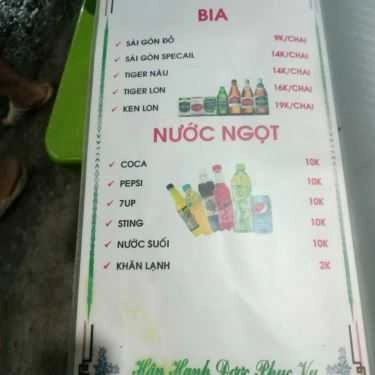 BIA
SÀI GÒN ĐỎ 9K/CHAI
SÀI GÒN SPECAIL 14K/CHAI
TIGER NÂU 14K/CHAI
TIGER LON 16K/CHAI
KEN LON 19K/CHAI
NƯỚC NGỌT
COCA 10K
PEPSI 10K
7UP 10K
STING 10K
NƯỚC SUỐI 10K
KHĂN LẠNH 2K
Hân Hạnh Được Phục Vụ